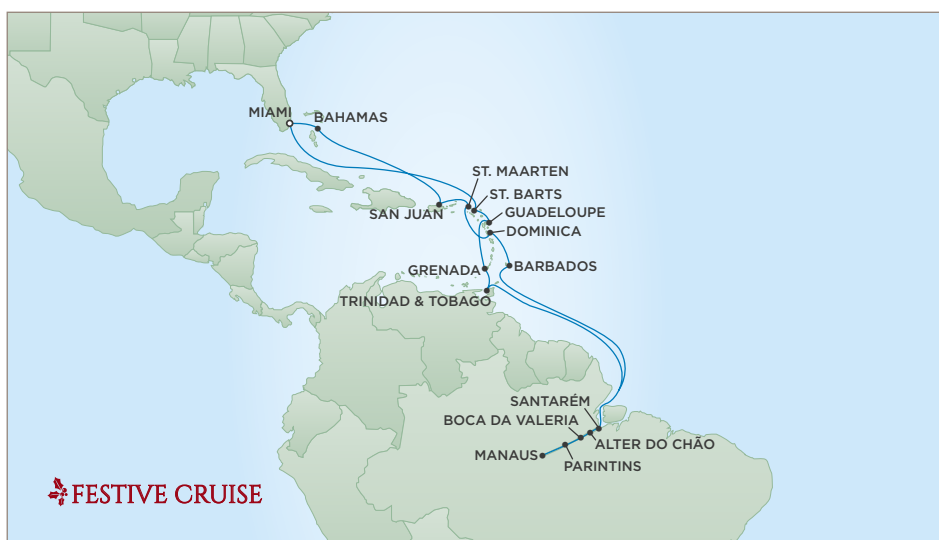 MIAMI
BAHAMAS
ST. MAARTEN
ST. BARTS
SAN JUAN
GUADELOUPE
DOMINICA
GRENADA
BARBADOS
TRINIDAD & TOBAGO
SANTARÉM
BOCA DA VALERIA
ALTER DO CHÃO
MANAUS
PARINTINS
FESTIVE CRUISE